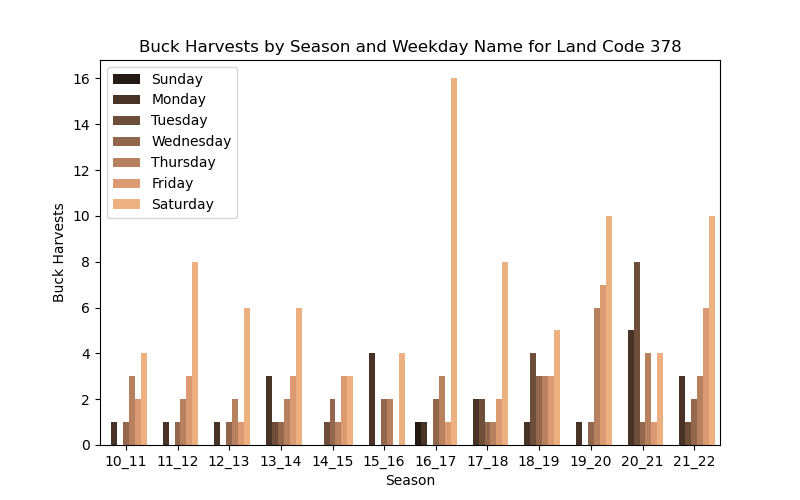 Buck Harvests by Season and Weekday Name for Land Code 378
Sunday
Monday
Tuesday
Wednesday
Thursday
Friday
Saturday
16
14
12
10
8
6
4
2
0
Buck Harvests
10_11 11_12 12_13 13_14 14_15 15_16 16_17 17_18 18_19 19_20 20_21 21_22
Season